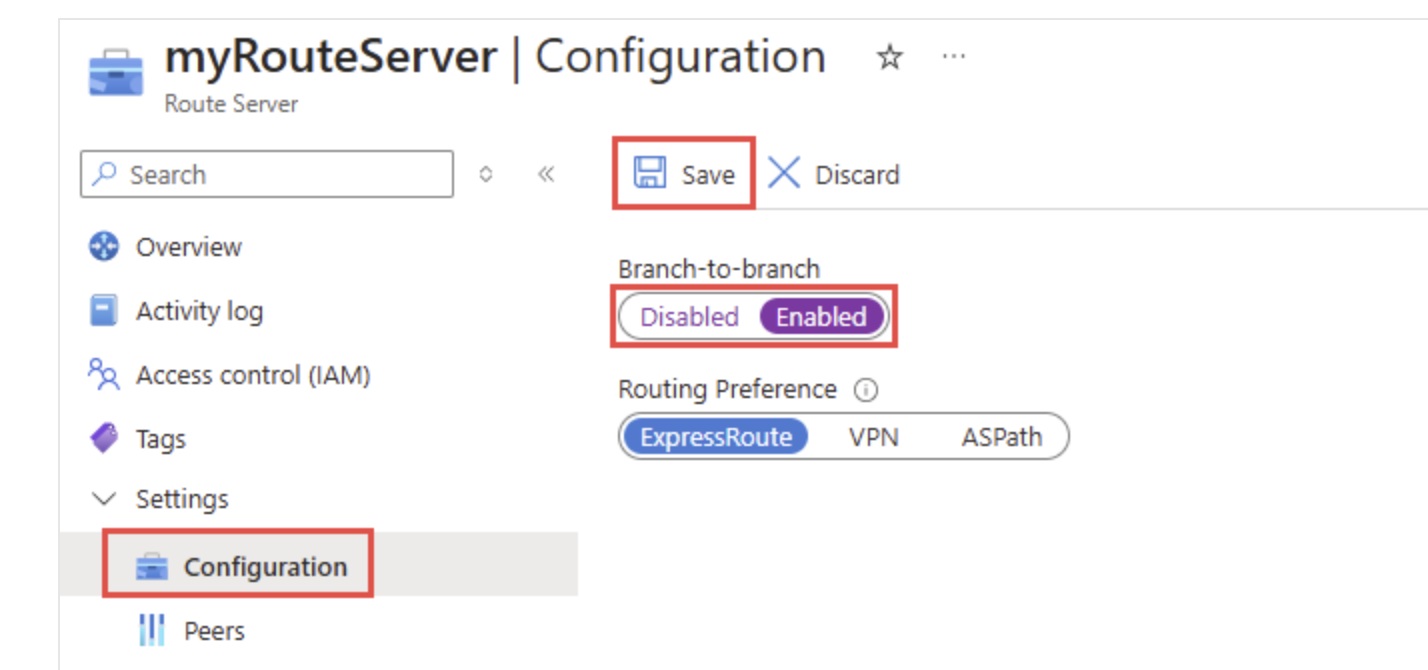 myRouteServer | Configuration ☆ ···
Route Server
Search
Save
Discard
Overview
Activity log
Access control (IAM)
Tags
Settings
Configuration
Peers
Branch-to-branch
Disabled Enabled
Routing Preference
ExpressRoute VPN ASPath